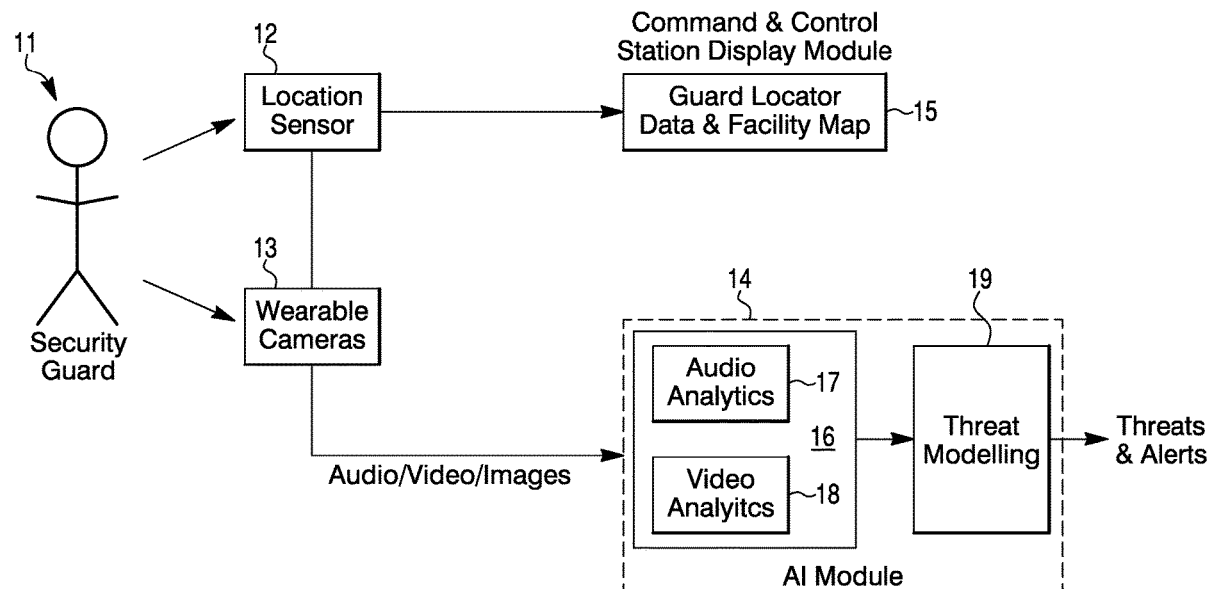 11
12
Command & Control
Station Display Module
Location
Sensor
Guard Locator
Data & Facility Map
15
13
Wearable
Cameras
Security
Guard
14
19
Audio
Analytics
17
16
Threat
Modelling
Threats
& Alerts
Video
Analyitcs
18
Audio/Video/Images
AI Module